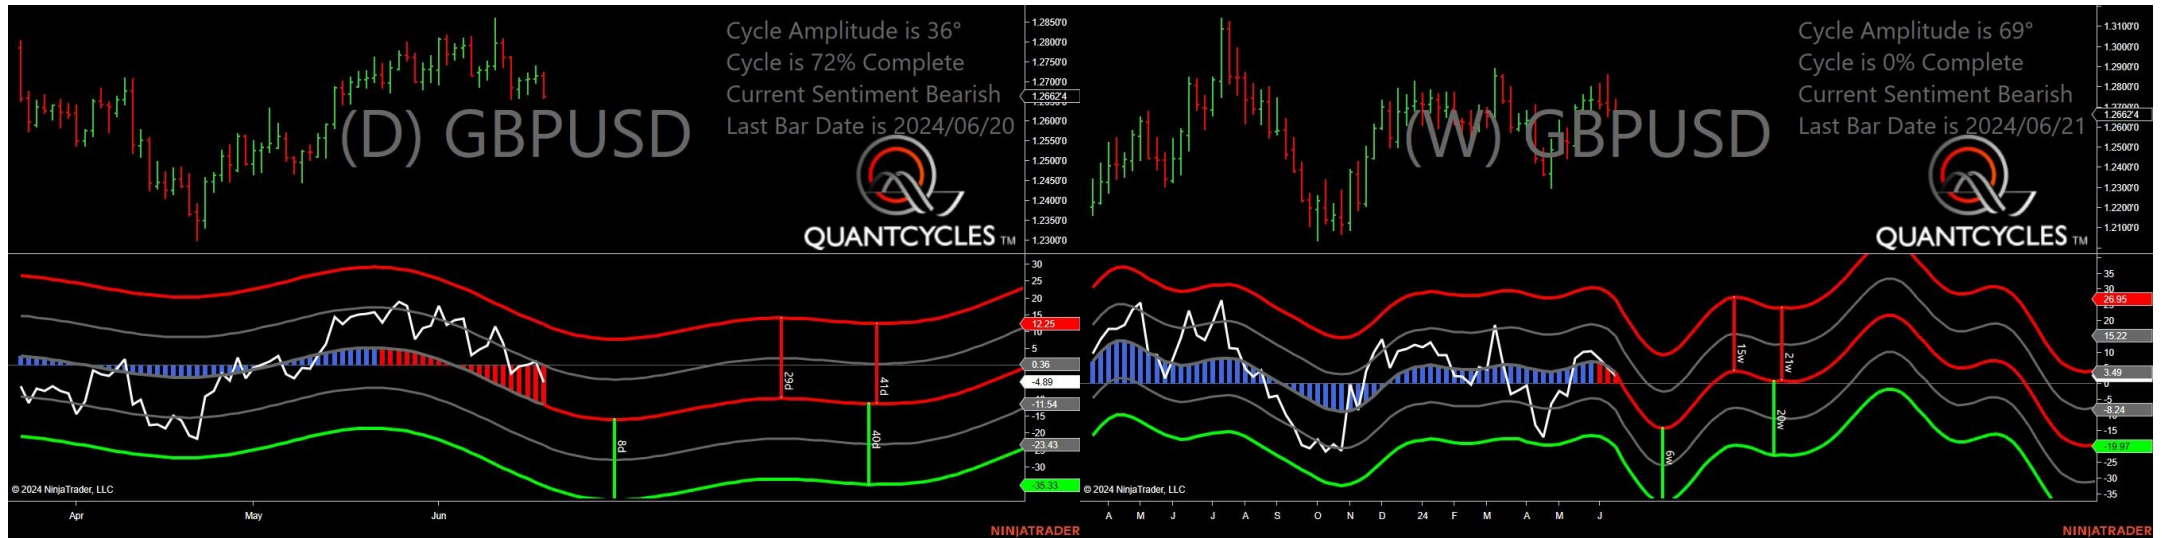 Cycle Amplitude is 36°
Cycle is 72% Complete
Current Sentiment Bearish
Last Bar Date is 2024/06/20
(D) GBPUSD
QUANTCYCLES TM
1.2850'0
1.2800'0
1.2750'0
1.2700'0
1.2662'4
1.2600'0
1.2550'0
1.2500'0
1.2450'0
1.2400'0
1.2350'0
1.2300'0
30
25
20
15
12.25
5
0.36
-4.89
-11.54
-15
-20
-23.43
-30
-35.33
8d
29d
41d
40d
© 2024 NinjaTrader, LLC
Apr May Jun
NINJATRADER
Cycle Amplitude is 69°
Cycle is 0% Complete
Current Sentiment Bearish
Last Bar Date is 2024/06/21
(W) GBPUSD
QUANTCYCLES TM
1.3100'0
1.3000'0
1.2900'0
1.2800'0
1.2700'0
1.2662'4
1.2500'0
1.2400'0
1.2300'0
1.2200'0
1.2100'0
35
30
26.95
20
15.22
10
3.49
0
-8.24
-15
-19.97
-25
-30
-35
6w
15w
21w
20w
© 2024 NinjaTrader, LLC
A M J J A S O N D 24 F M A M J
NINJATRADER